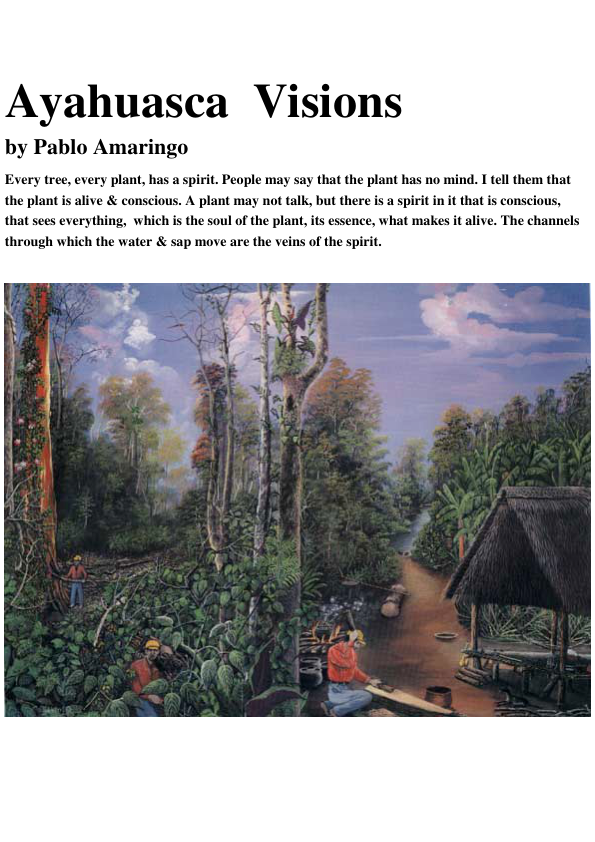 Ayahuasca Visions
by Pablo Amaringo
Every tree, every plant, has a spirit. People may say that the plant has no mind. I tell them that
the plant is alive & conscious. A plant may not talk, but there is a spirit in it that is conscious,
that sees everything, which is the soul of the plant, its essence, what makes it alive. The channels
through which the water & sap move are the veins of the spirit.